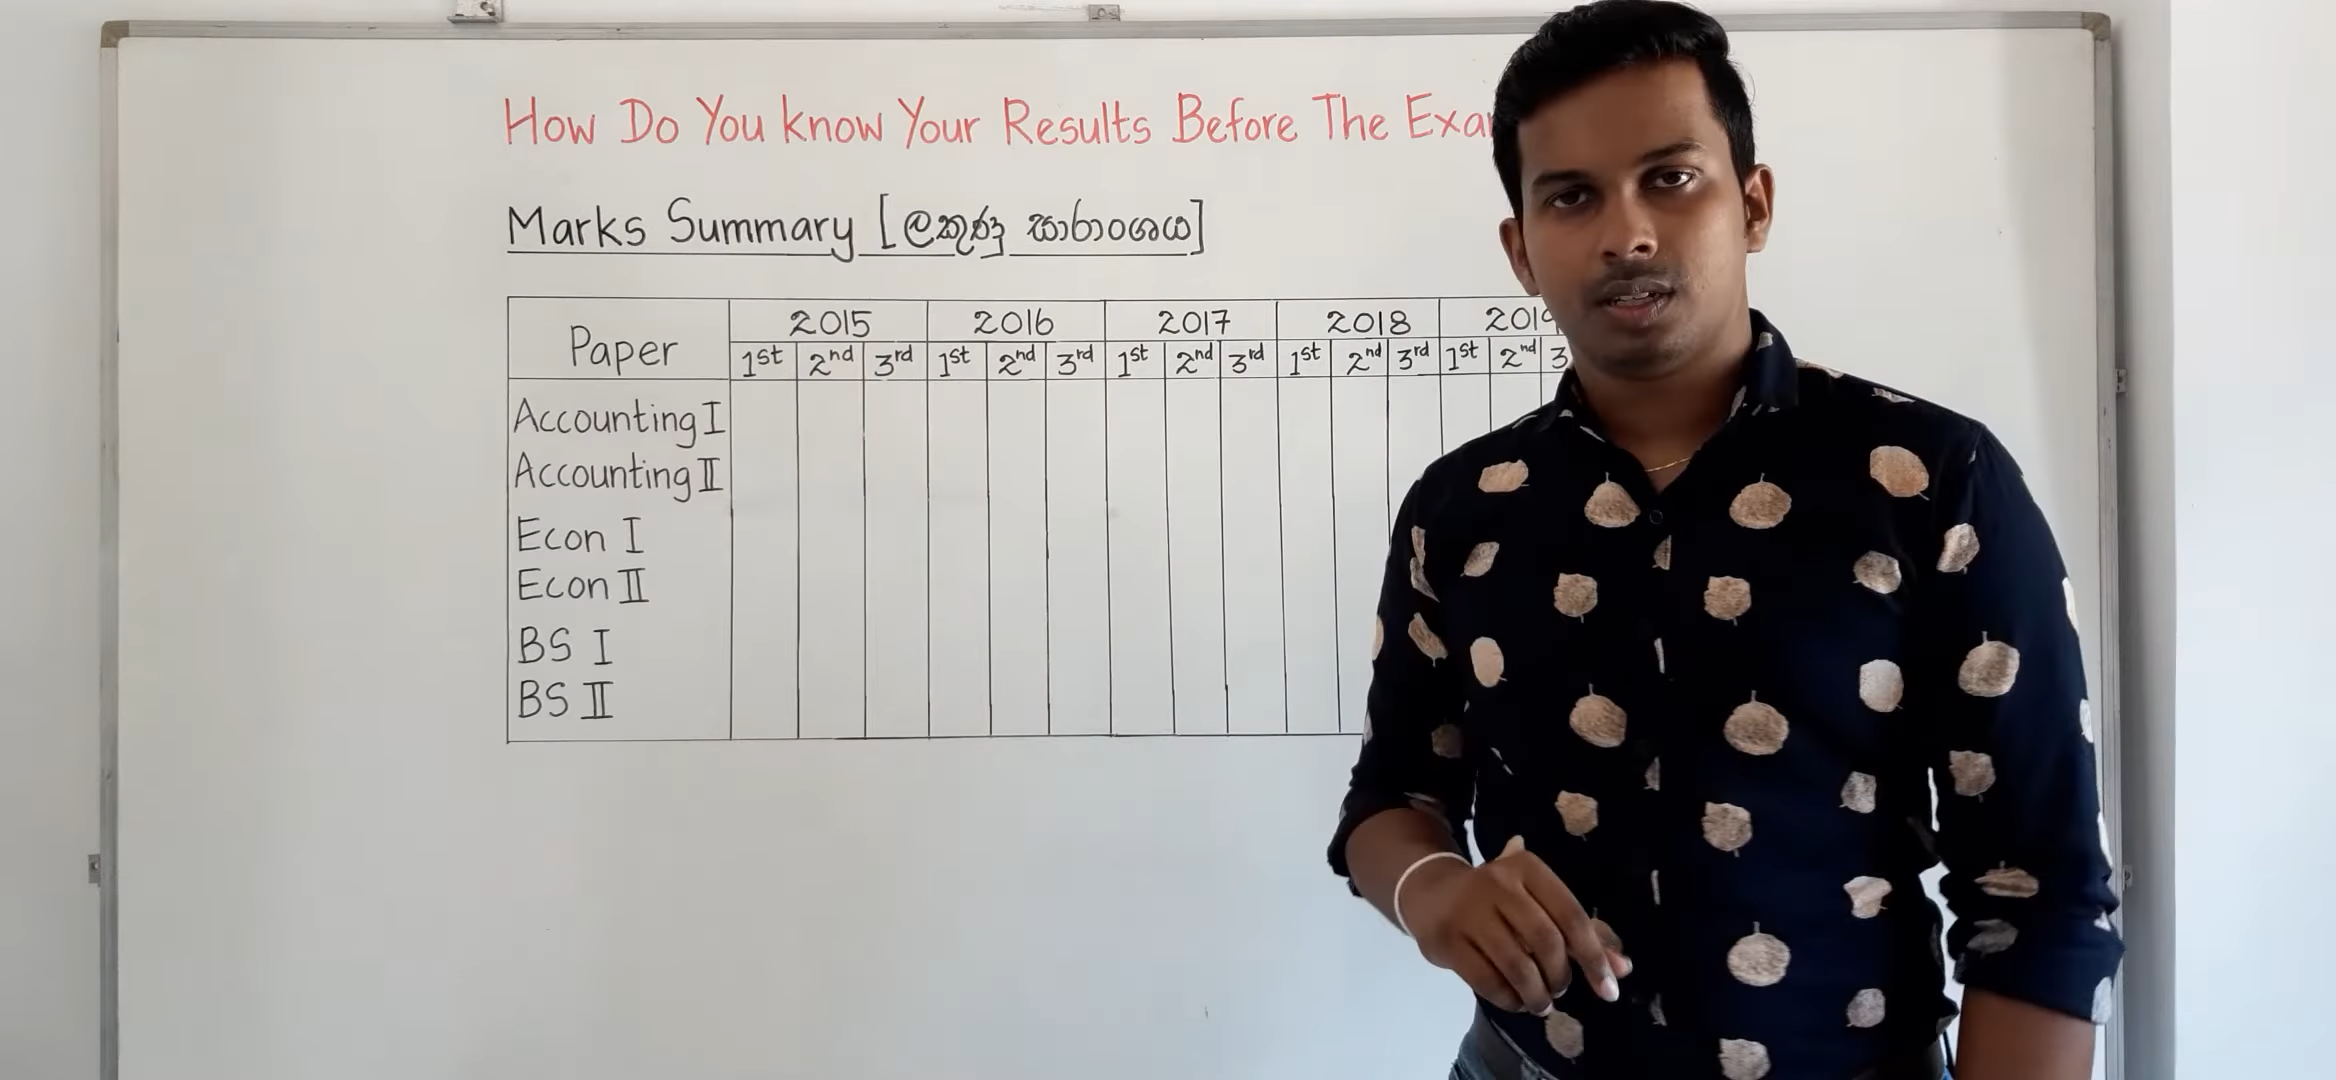 How Do You know Your Results Before The Exa
Marks Summary [ලකුණු සාරාංශය]
Paper 2015 2016 2017 2018 2019
1st 2nd 3rd 1st 2nd 3rd 1st 2nd 3rd 1st 2nd 3rd 1st 2nd 3
Accounting I
Accounting II
Econ I
Econ II
BS I
BS II